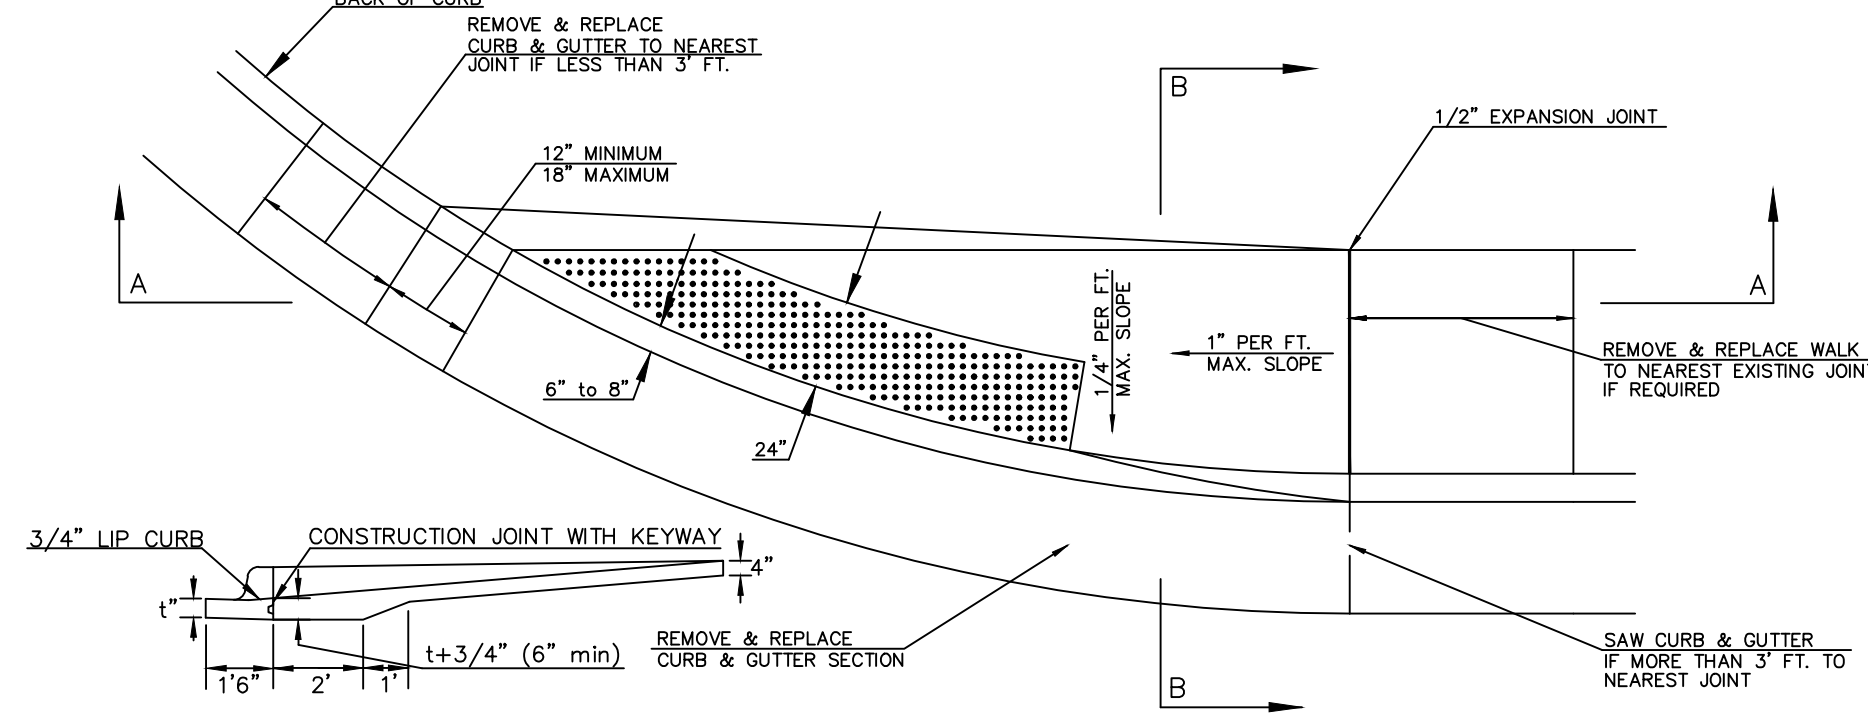 BACK OF CURB
REMOVE & REPLACE
CURB & GUTTER TO NEAREST
JOINT IF LESS THAN 3' FT.
B
1/2" EXPANSION JOINT
12" MINIMUM
18" MAXIMUM
A
A
1/4" PER FT.
MAX. SLOPE
1" PER FT.
MAX. SLOPE
REMOVE & REPLACE WALK
TO NEAREST EXISTING JOINT
IF REQUIRED
6" to 8"
24"
3/4" LIP CURB
CONSTRUCTION JOINT WITH KEYWAY
4"
t"
t+3/4" (6" min)
1'6"
2'
1'
REMOVE & REPLACE
CURB & GUTTER SECTION
SAW CURB & GUTTER
IF MORE THAN 3' FT. TO
NEAREST JOINT
B